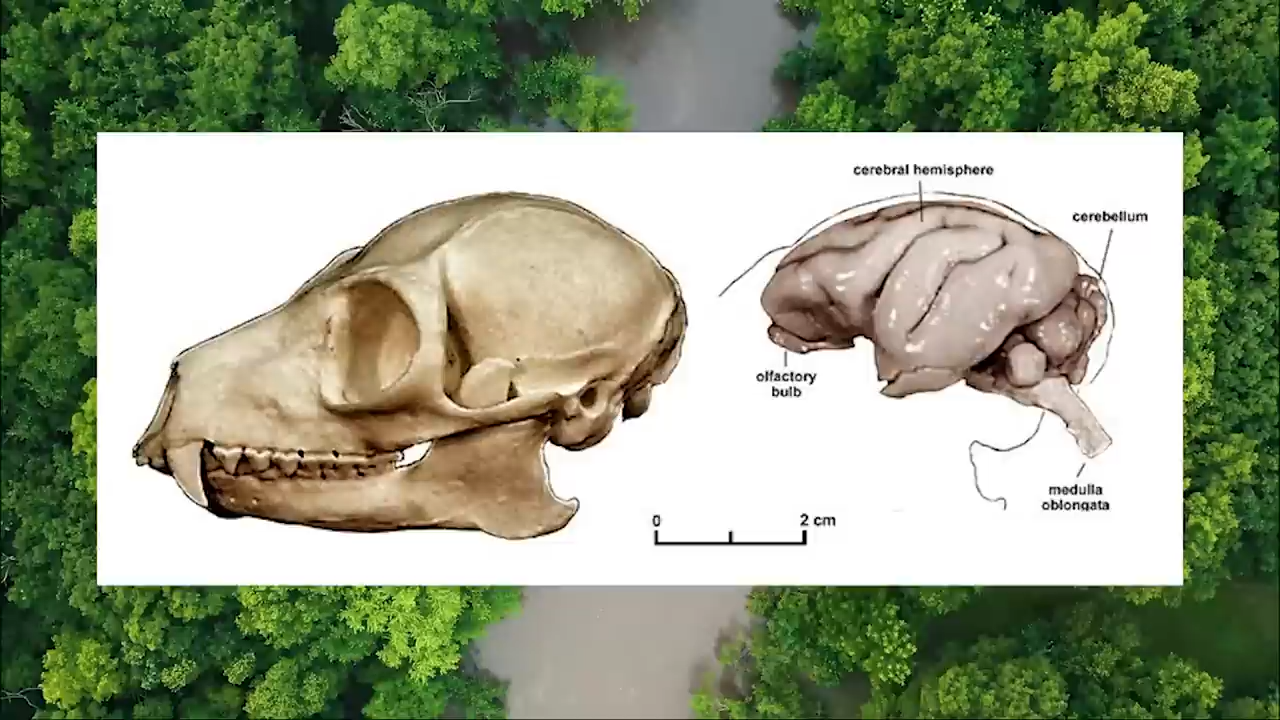 cerebral hemisphere
cerebellum
olfactory
bulb
medulla
oblongata
0 2 cm